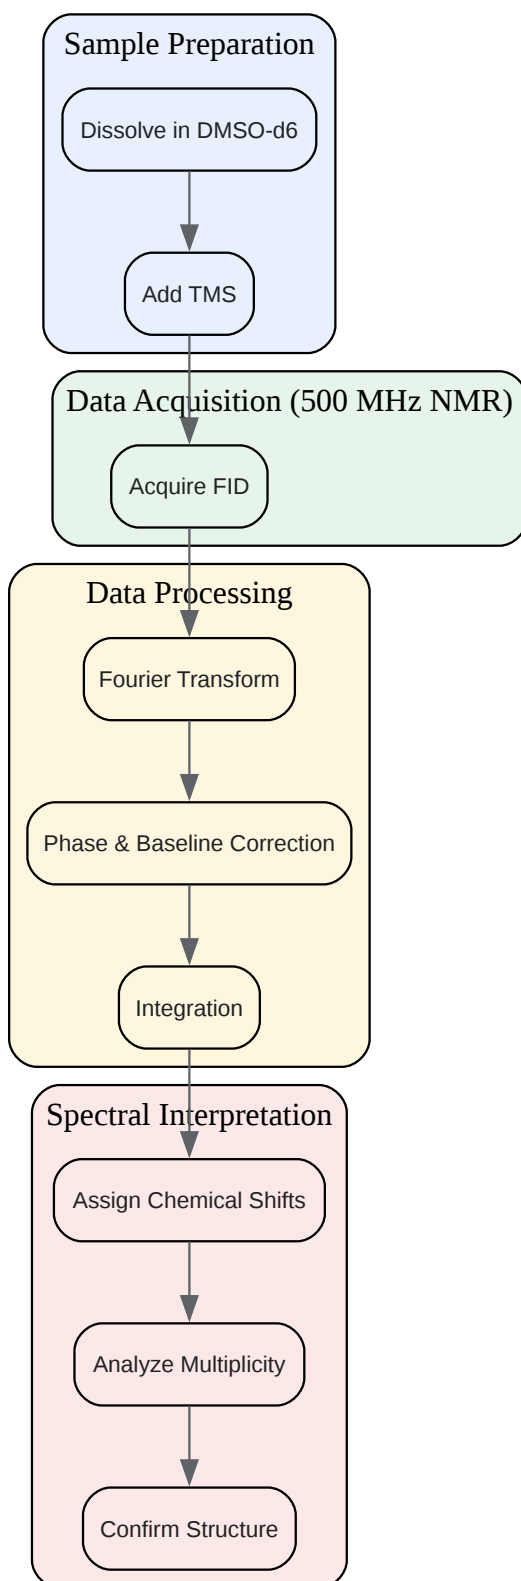 Sample Preparation
Dissolve in DMSO-d6
Add TMS
Data Acquisition (500 MHz NMR)
Acquire FID
Data Processing
Fourier Transform
Phase & Baseline Correction
Integration
Spectral Interpretation
Assign Chemical Shifts
Analyze Multiplicity
Confirm Structure